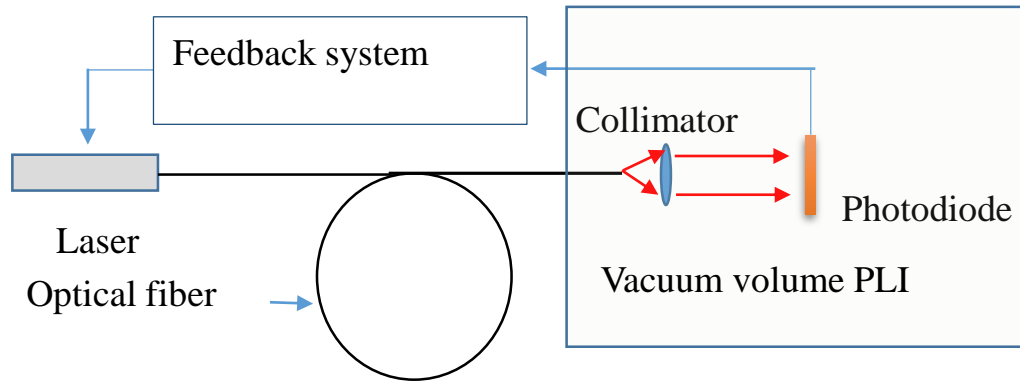 Feedback system
Collimator
Photodiode
Laser
Optical fiber
Vacuum volume PLI